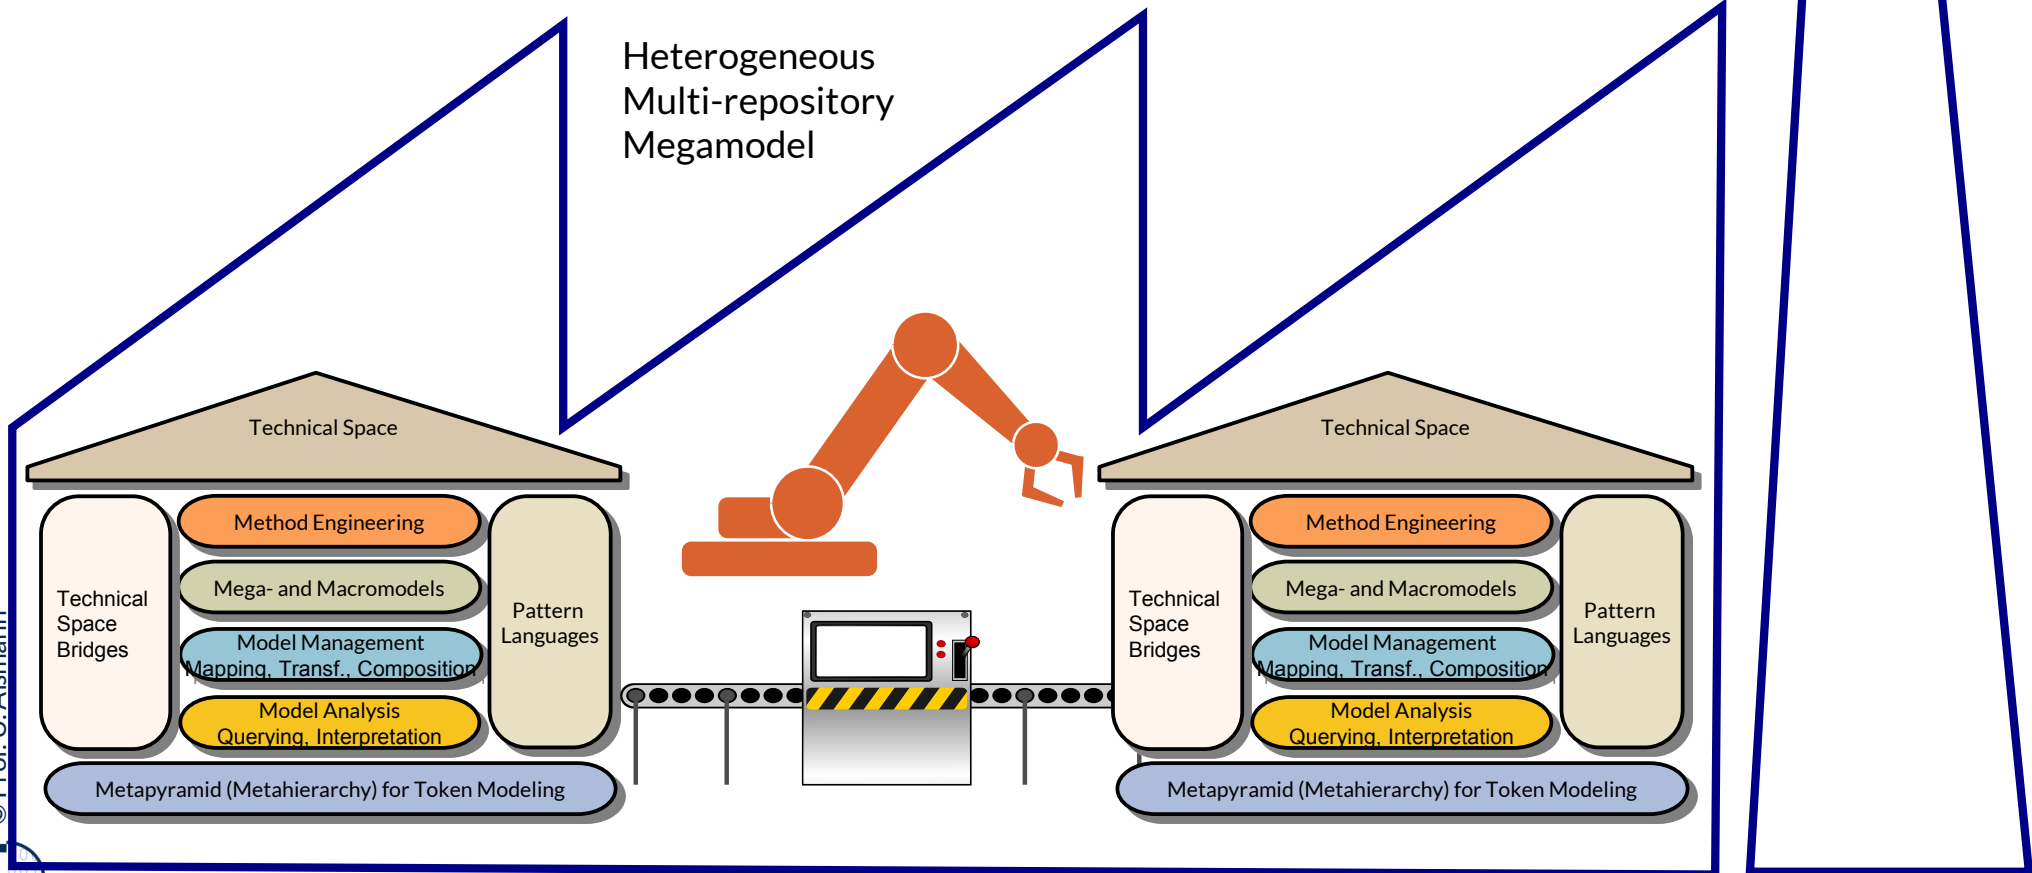 Heterogeneous
Multi-repository
Megamodel
Technical Space
Technical
Space
Bridges
Method Engineering
Mega- and Macromodels
Model Management
Mapping, Transf., Composition
Model Analysis
Querying, Interpretation
Pattern
Languages
Metapyramid (Metahierarchy) for Token Modeling
Technical Space
Technical
Space
Bridges
Method Engineering
Mega- and Macromodels
Model Management
Mapping, Transf., Composition
Model Analysis
Querying, Interpretation
Pattern
Languages
Metapyramid (Metahierarchy) for Token Modeling